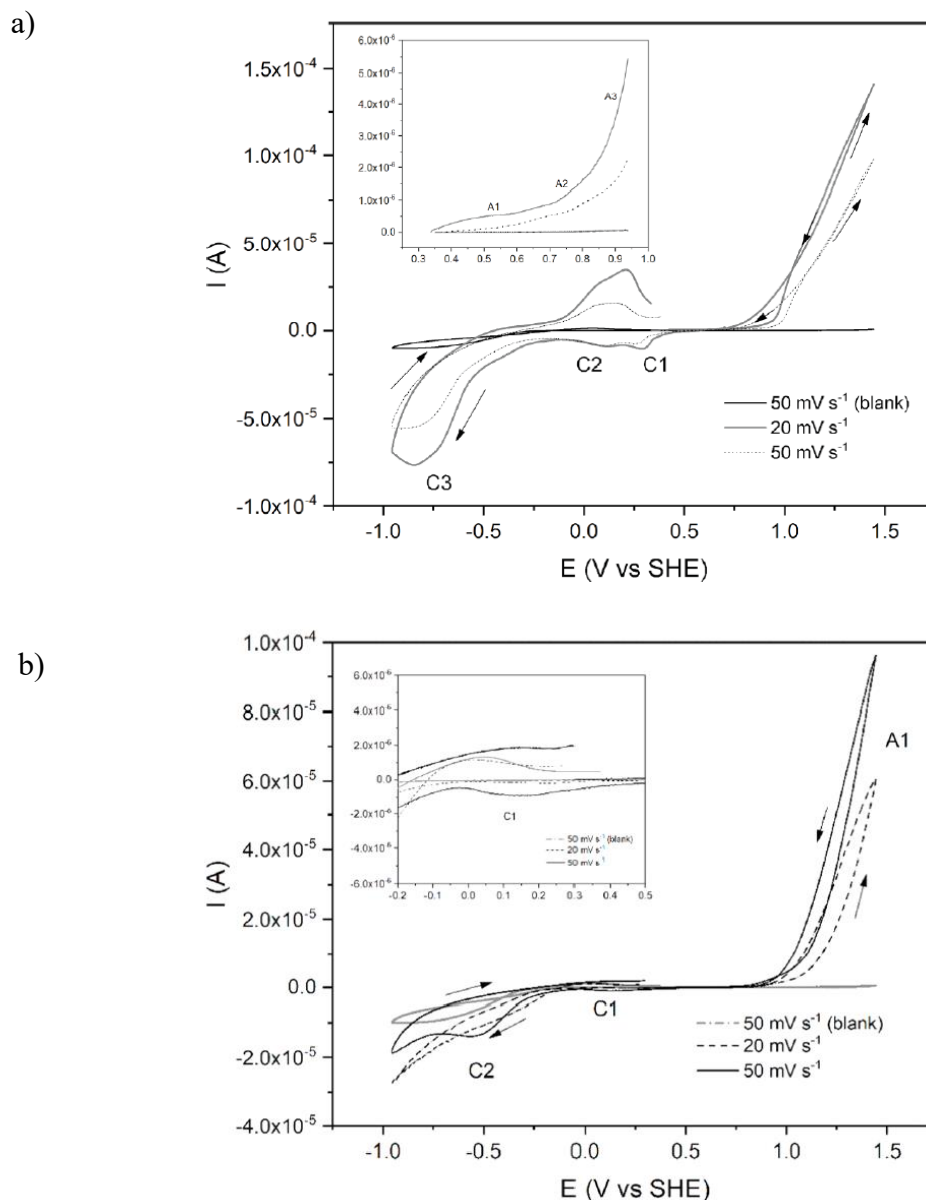 a)
6.0x10⁻⁶
5.0x10⁻⁶
4.0x10⁻⁶
3.0x10⁻⁶
2.0x10⁻⁶
1.0x10⁻⁶
0.0
A1
A2
A3
0.3 0.4 0.5 0.6 0.7 0.8 0.9 1.0
1.5x10⁻⁴
1.0x10⁻⁴
5.0x10⁻⁵
0.0
-5.0x10⁻⁵
-1.0x10⁻⁴
I (A)
C2 C1
C3
50 mV s⁻¹ (blank)
20 mV s⁻¹
50 mV s⁻¹
-1.0 -0.5 0.0 0.5 1.0 1.5
E (V vs SHE)
b)
6.0x10⁻⁶
4.0x10⁻⁶
2.0x10⁻⁶
0.0
-2.0x10⁻⁶
-4.0x10⁻⁶
-6.0x10⁻⁶
C1
50 mV s⁻¹ (blank)
20 mV s⁻¹
50 mV s⁻¹
-0.2 -0.1 0.0 0.1 0.2 0.3 0.4 0.5
1.0x10⁻⁴
8.0x10⁻⁵
6.0x10⁻⁵
4.0x10⁻⁵
2.0x10⁻⁵
0.0
-2.0x10⁻⁵
-4.0x10⁻⁵
I (A)
A1
C1
C2
50 mV s⁻¹ (blank)
20 mV s⁻¹
50 mV s⁻¹
-1.0 -0.5 0.0 0.5 1.0 1.5
E (V vs SHE)